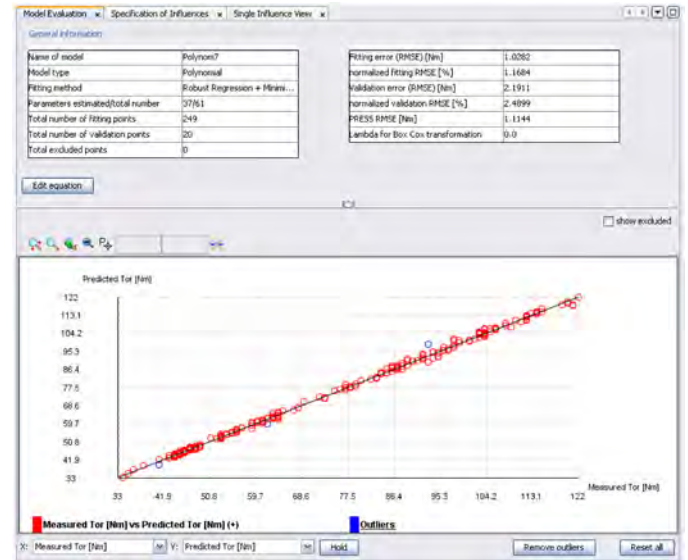 Model Evaluation x Specification of Influences x Single Influence View x
General information
Name of model Polynom7
Model type Polynomial
Fitting method Robust Regression + Minimi...
Parameters estimated/total number 37/61
Total number of fitting points 249
Total number of validation points 20
Total excluded points 0
Fitting error (RMSE) [Nm] 1.0282
normalized fitting RMSE [%] 1.1684
Validation error (RMSE) [Nm] 2.1911
normalized validation RMSE [%] 2.4899
PRESS RMSE [Nm] 1.1144
Lambda for Box Cox transformation 0.0
Edit equation
show excluded
Predicted Tor [Nm]
122
113.1
104.2
95.3
86.4
77.5
68.6
59.7
50.8
41.9
33
33 41.9 50.8 59.7 68.6 77.5 86.4 95.3 104.2 113.1 122
Measured Tor [Nm]
Measured Tor [Nm] vs Predicted Tor [Nm] (+) Outliers
X: Measured Tor [Nm] Y: Predicted Tor [Nm] Hold Remove outliers Reset all